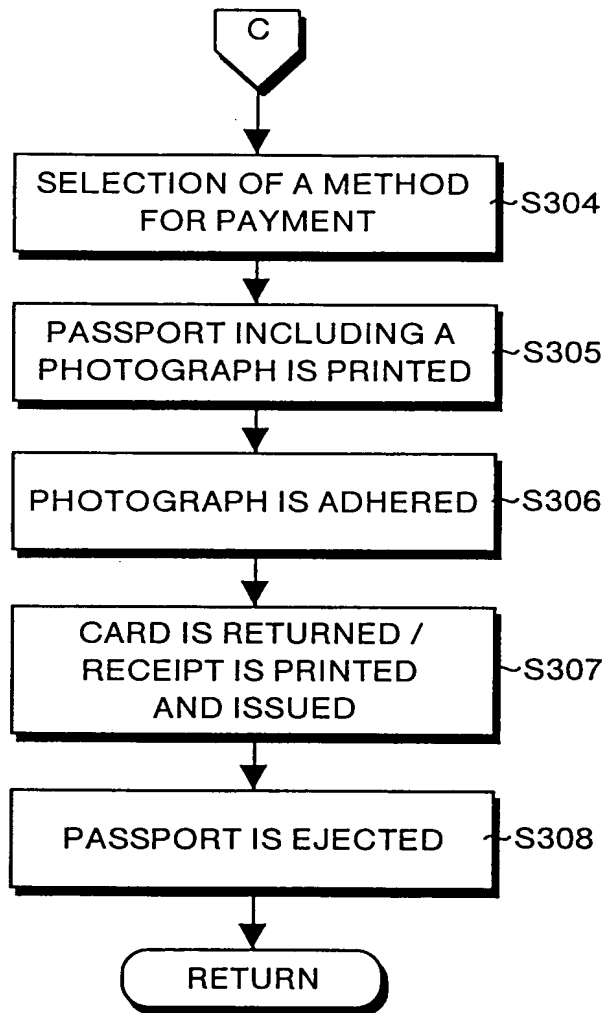 C
SELECTION OF A METHOD
FOR PAYMENT
S304
PASSPORT INCLUDING A
PHOTOGRAPH IS PRINTED
S305
PHOTOGRAPH IS ADHERED
S306
CARD IS RETURNED /
RECEIPT IS PRINTED
AND ISSUED
S307
PASSPORT IS EJECTED
S308
RETURN